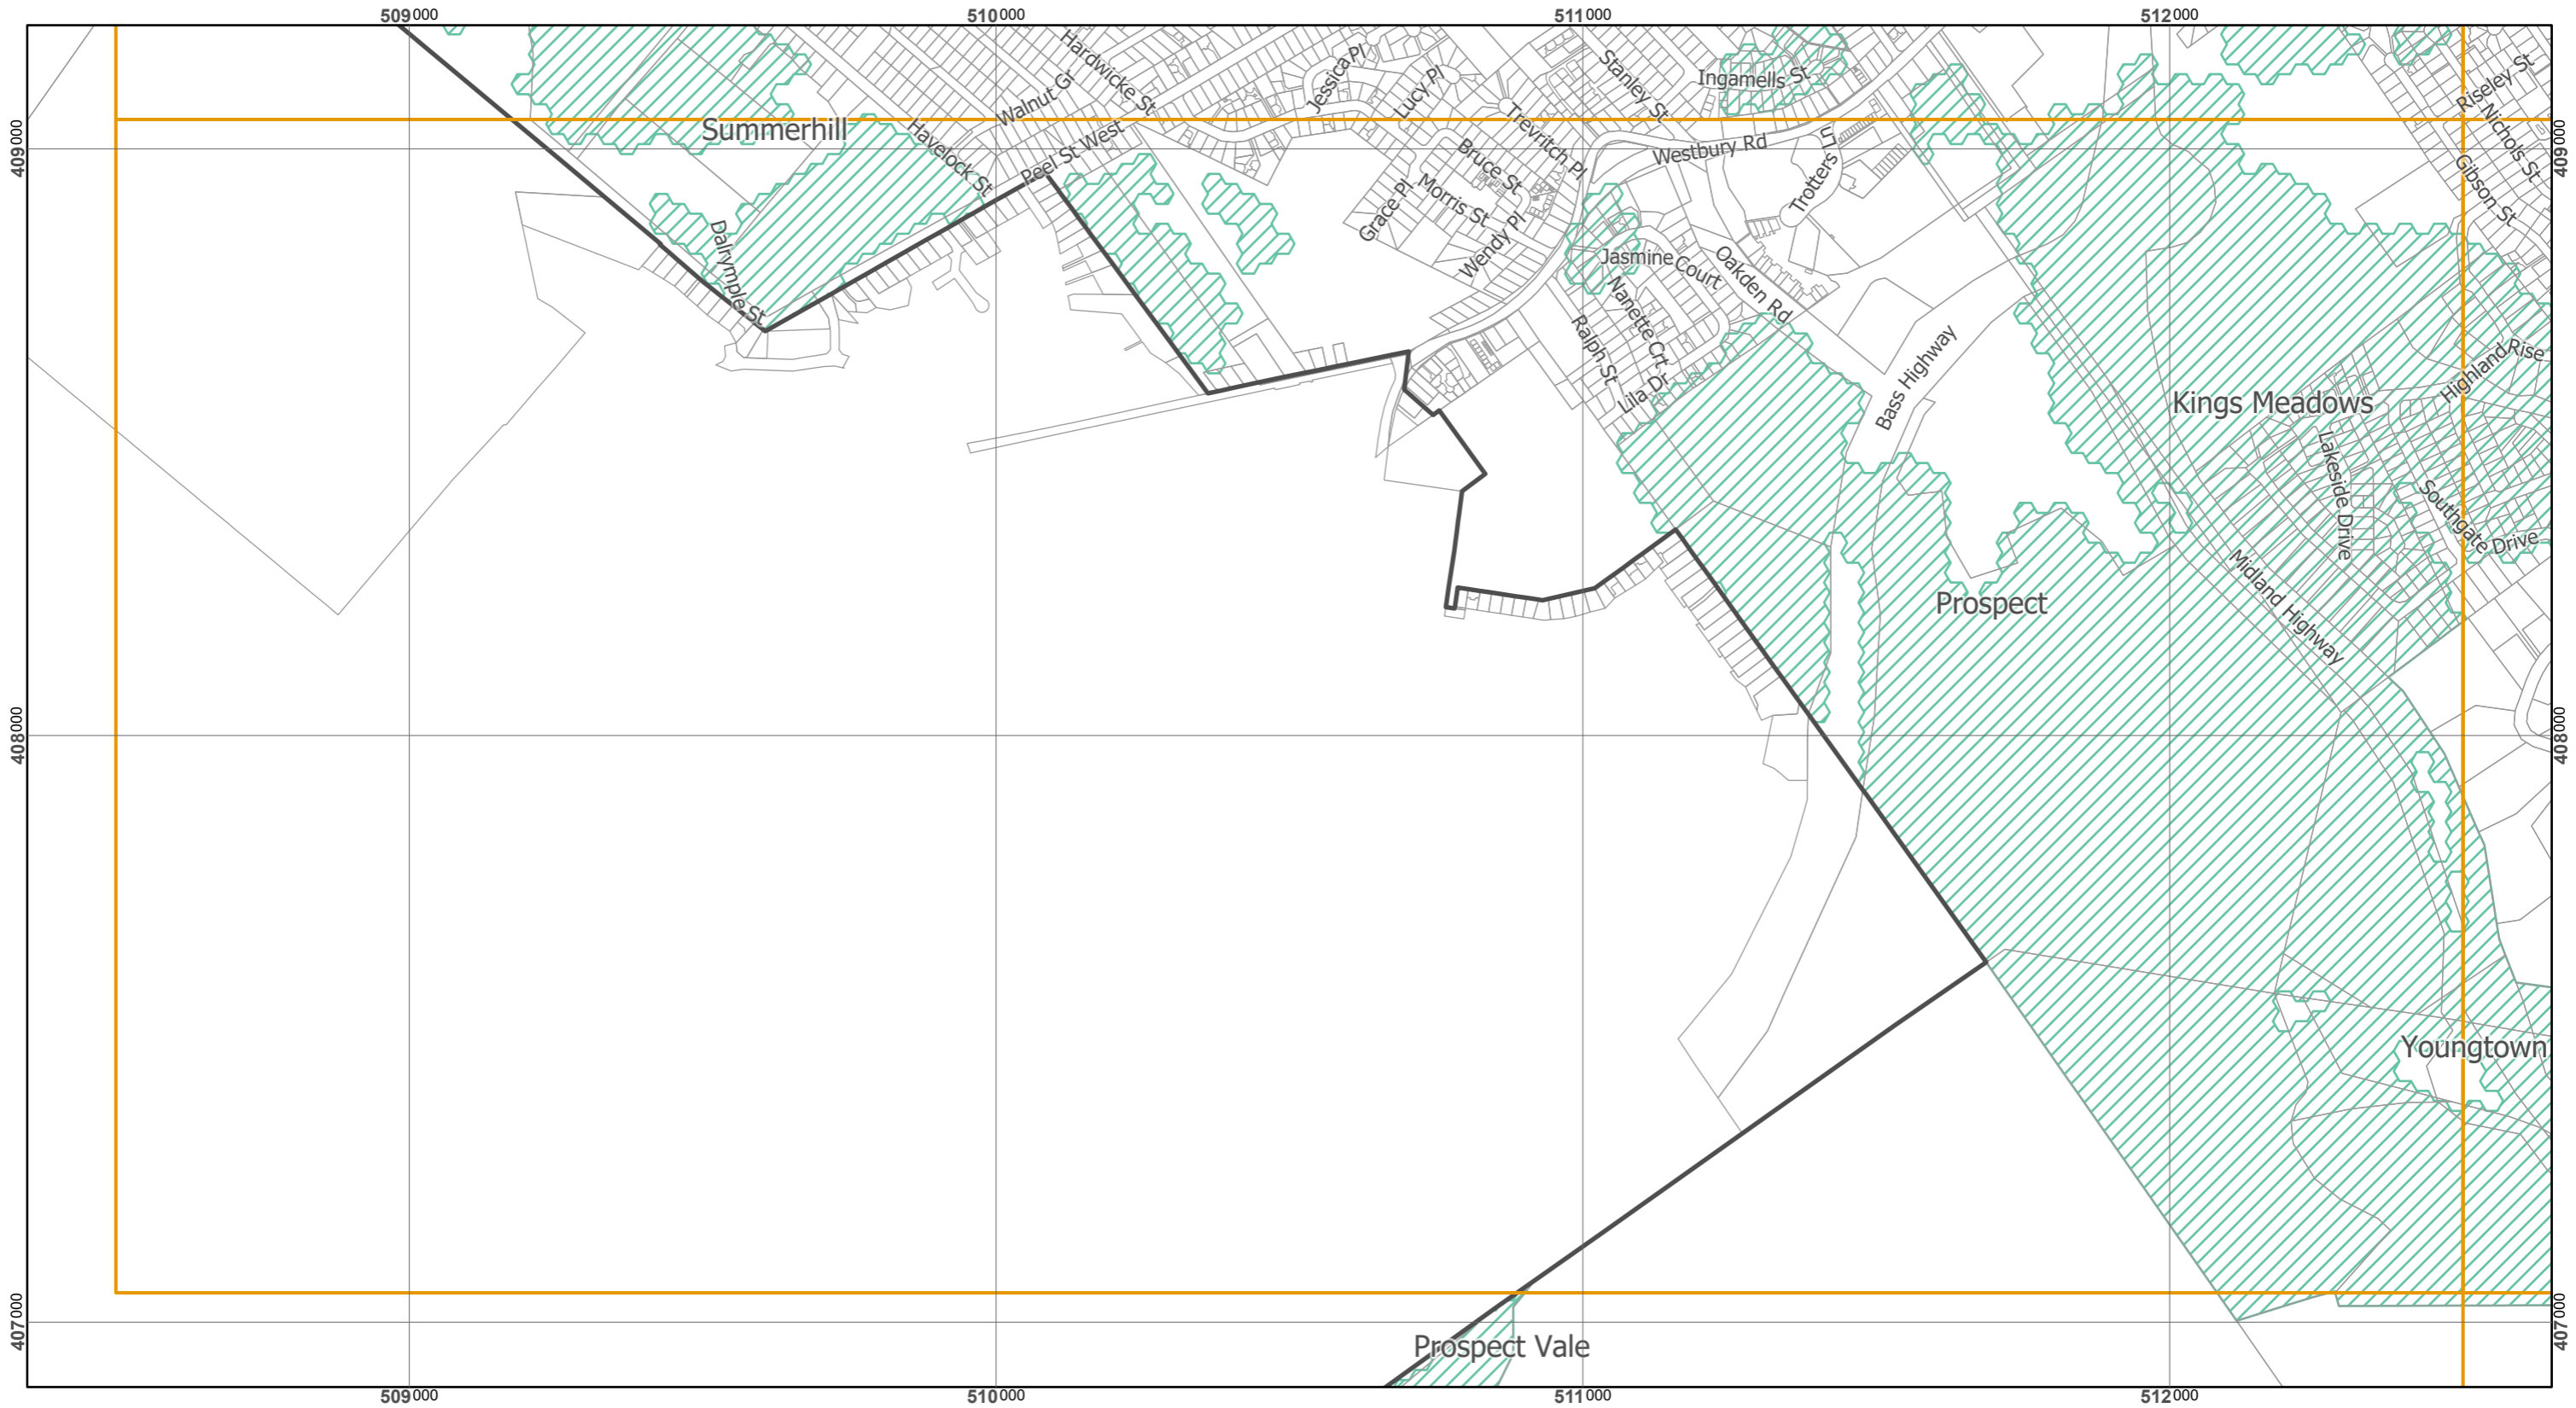 509000
510000
511000
512000
409000
409000
408000
408000
407000
407000
509000
510000
511000
512000
Hardwicke St
Walnut Gr
Jessica Pl
Lucy Pl
Stanley St
Ingamells St
Riseley St
Nichols St
Gibson St
Summerhill
Havelock St
Peel St West
Trevritch Pl
Bruce St
Morris St
Grace Pl
Wendy Pl
Westbury Rd
Trotters Ln
Dalrymple St
Jasmine Court
Oakden Rd
Nanette Crt
Ralph St
Lila Dr
Bass Highway
Highland Rise
Kings Meadows
Lakeside Drive
Southgate Drive
Midland Highway
Prospect
Youngtown
Prospect Vale